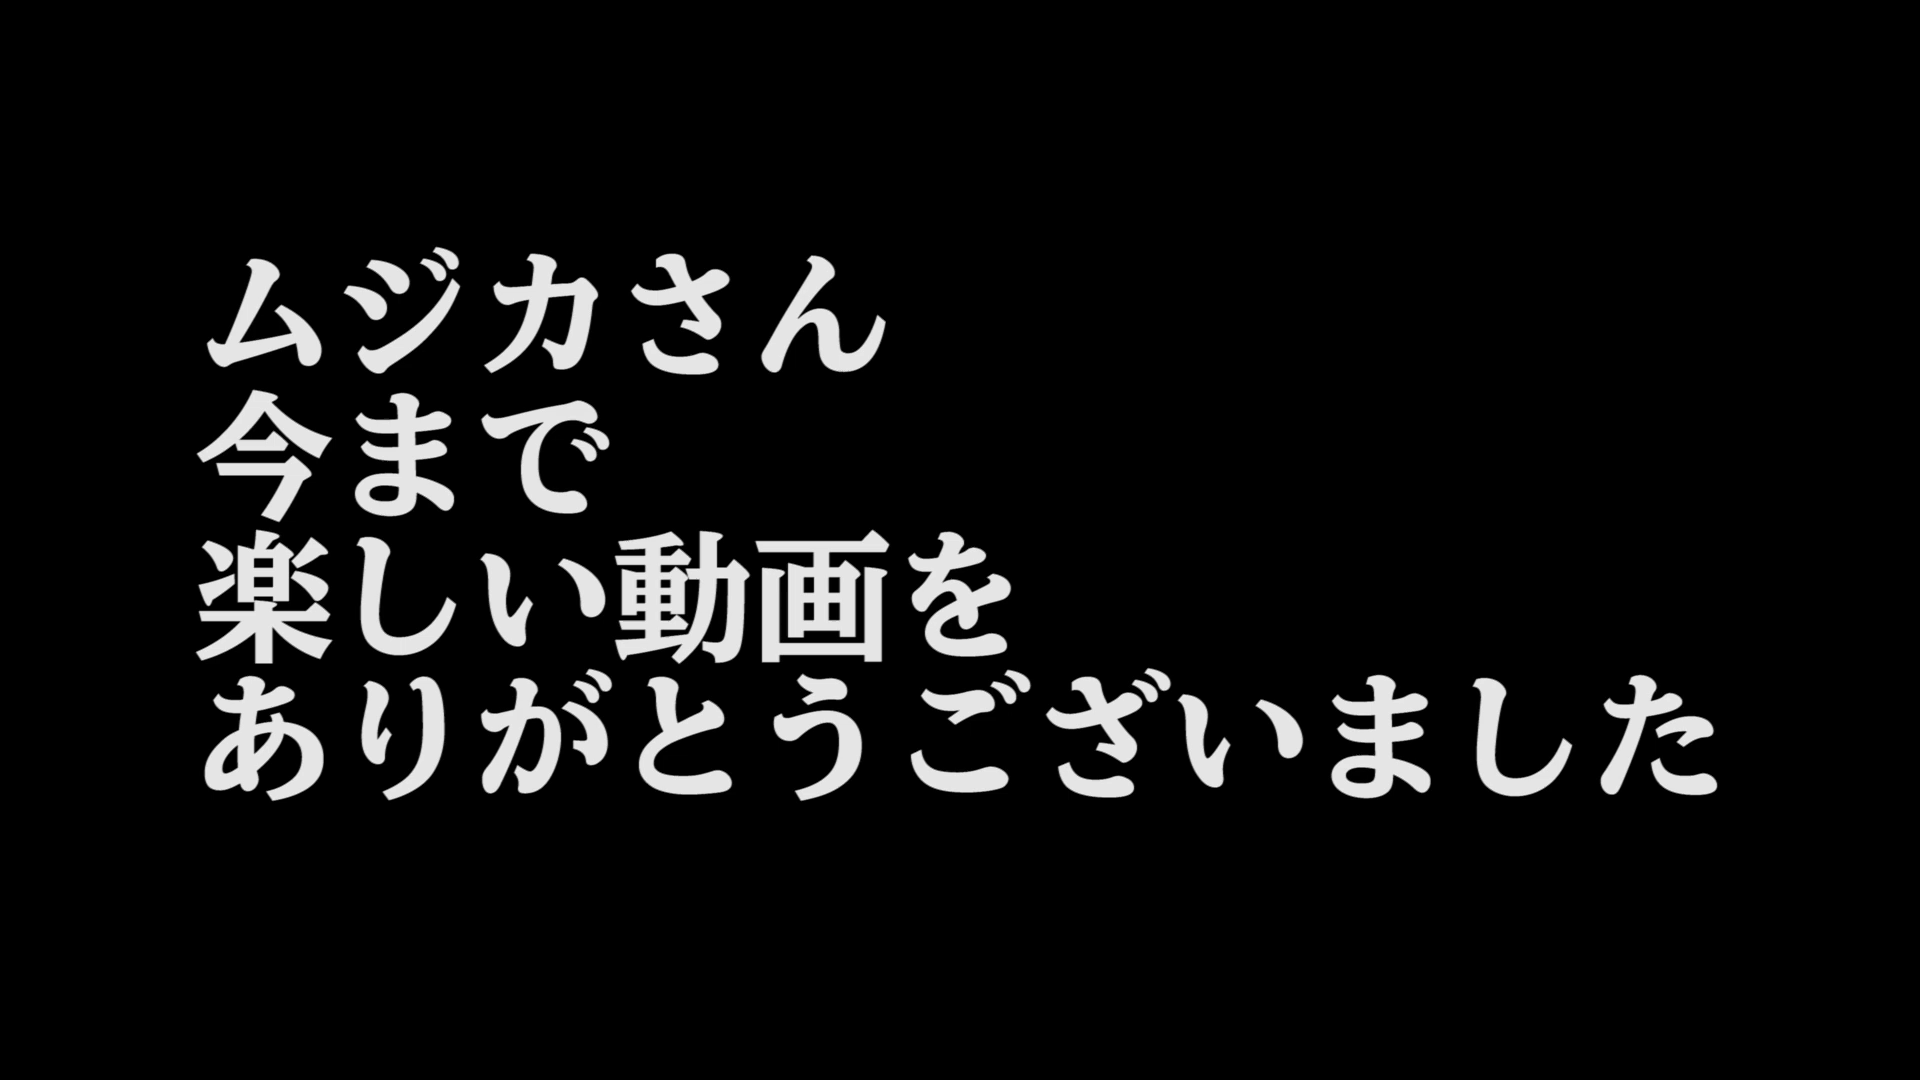 ムジカさん
今まで
楽しい動画を
ありがとうございました